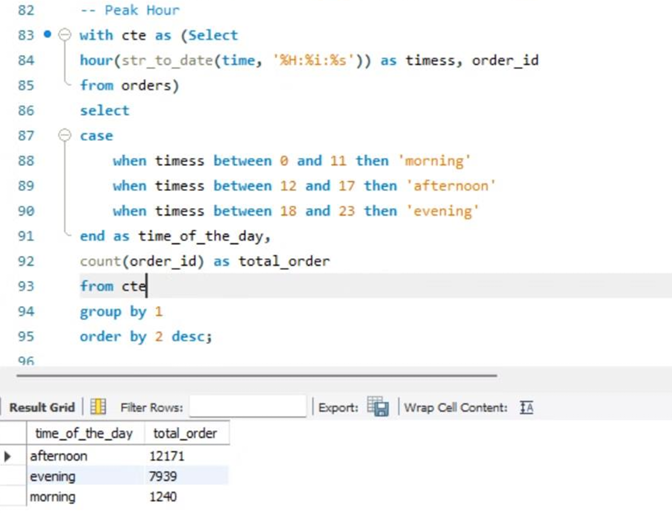 82 -- Peak Hour
83 with cte as (Select
84 hour(str_to_date(time, '%H:%i:%s')) as timess, order_id
85 from orders)
86 select
87 case
88 when timess between 0 and 11 then 'morning'
89 when timess between 12 and 17 then 'afternoon'
90 when timess between 18 and 23 then 'evening'
91 end as time_of_the_day,
92 count(order_id) as total_order
93 from cte
94 group by 1
95 order by 2 desc;
96
Result Grid Filter Rows: Export: Wrap Cell Content: IA
time_of_the_day total_order
afternoon 12171
evening 7939
morning 1240